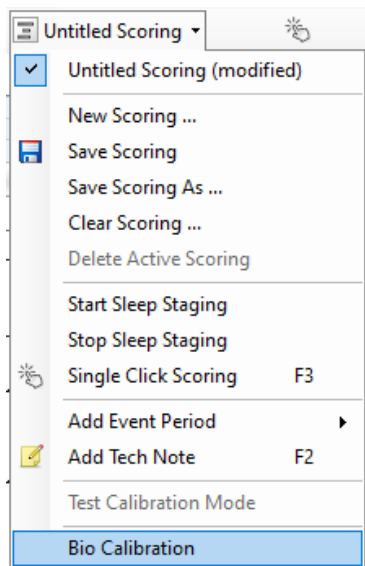 Untitled Scoring
Untitled Scoring (modified)
New Scoring ...
Save Scoring
Save Scoring As ...
Clear Scoring ...
Delete Active Scoring
Start Sleep Staging
Stop Sleep Staging
Single Click Scoring F3
Add Event Period
Add Tech Note F2
Test Calibration Mode
Bio Calibration